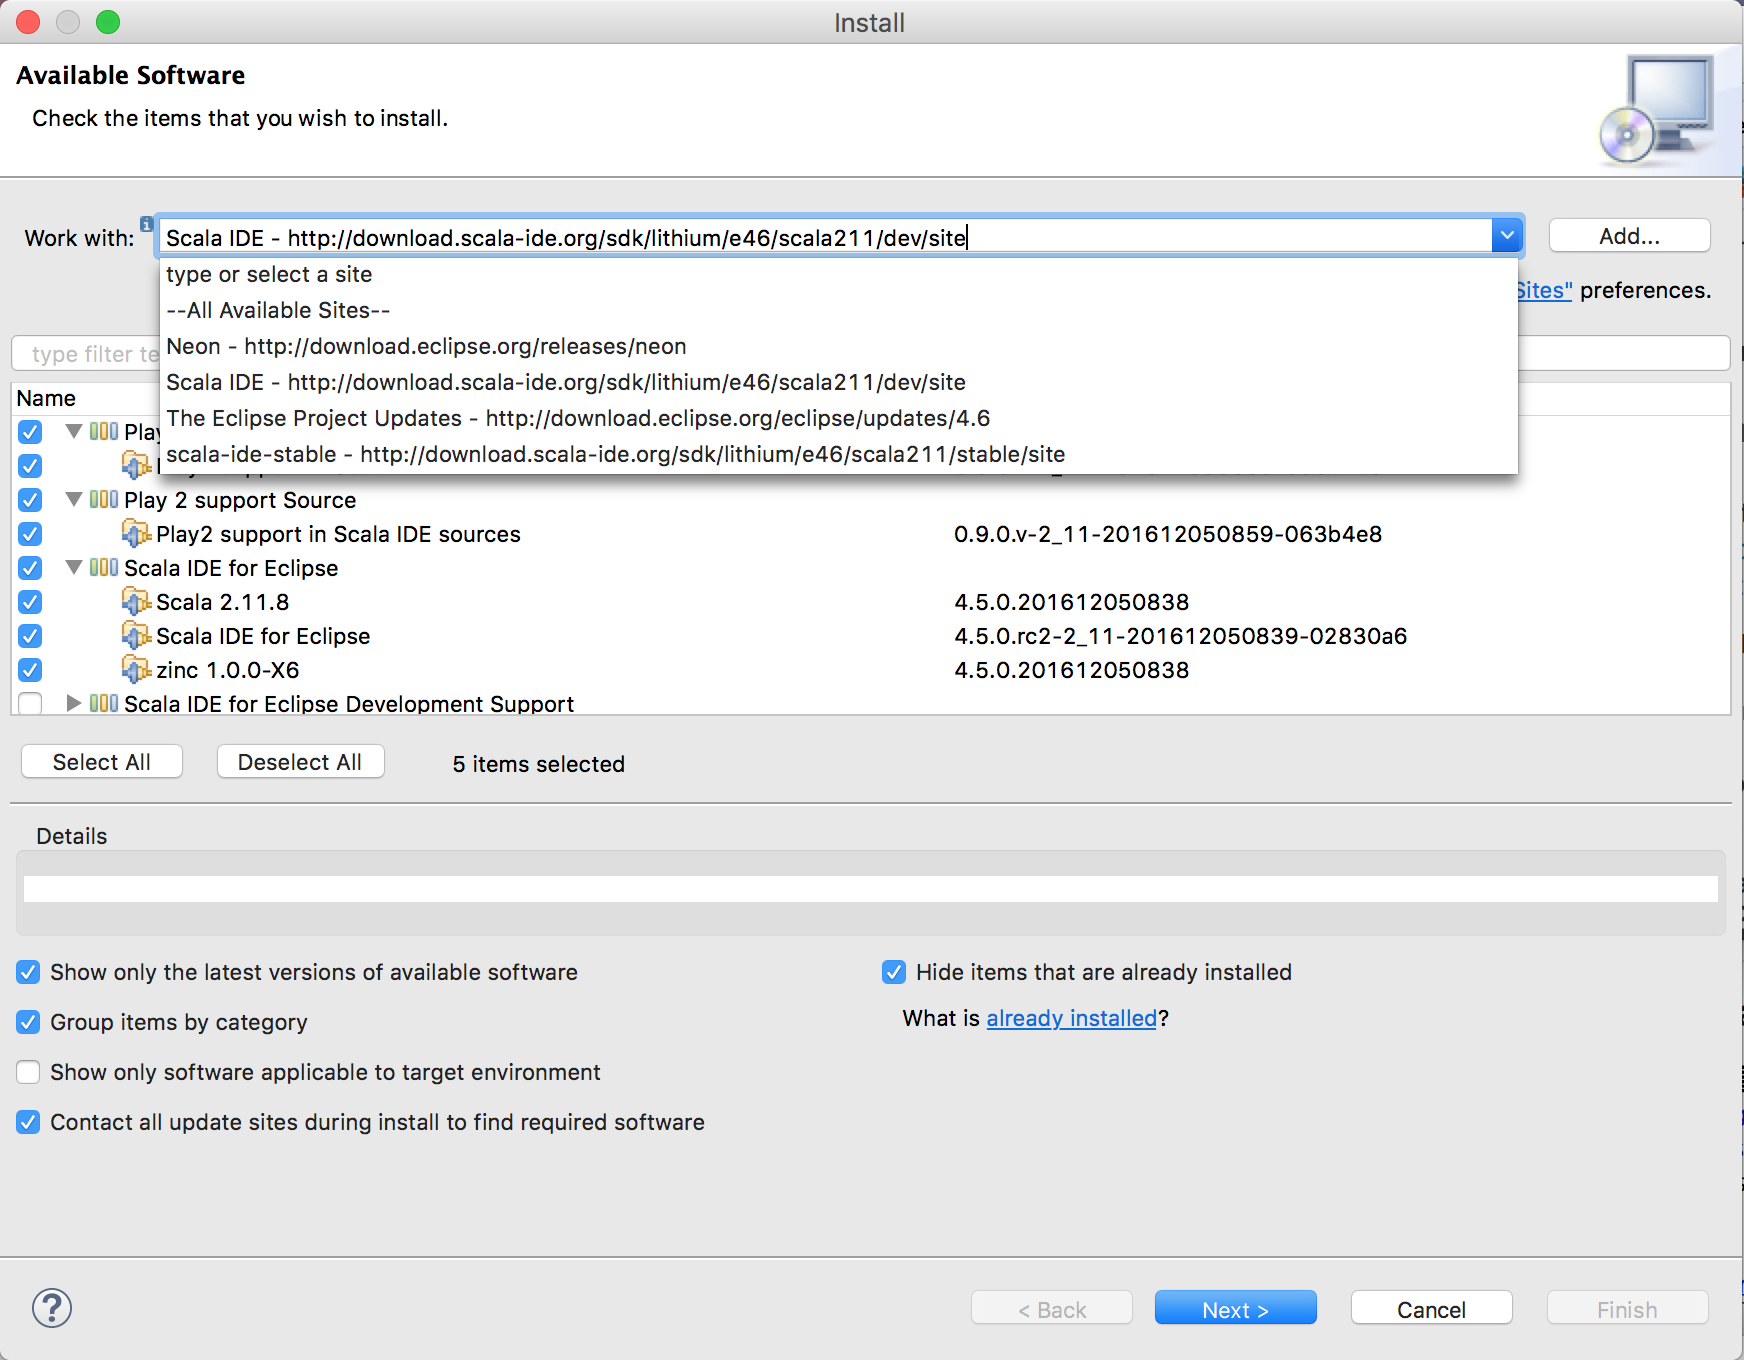 Install
Available Software
Check the items that you wish to install.
Work with: Scala IDE - http://download.scala-ide.org/sdk/lithium/e46/scala211/dev/site Add...
type or select a site
Sites" preferences.
--All Available Sites--
Neon - http://download.eclipse.org/releases/neon
type filter te
Scala IDE - http://download.scala-ide.org/sdk/lithium/e46/scala211/dev/site
Name
The Eclipse Project Updates - http://download.eclipse.org/eclipse/updates/4.6
Play
scala-ide-stable - http://download.scala-ide.org/sdk/lithium/e46/scala211/stable/site
Play 2 support Source
Play2 support in Scala IDE sources 0.9.0.v-2_11-201612050859-063b4e8
Scala IDE for Eclipse
Scala 2.11.8 4.5.0.201612050838
Scala IDE for Eclipse 4.5.0.rc2-2_11-201612050839-02830a6
zinc 1.0.0-X6 4.5.0.201612050838
Scala IDE for Eclipse Development Support
Select All Deselect All 5 items selected
Details
Show only the latest versions of available software Hide items that are already installed
Group items by category What is already installed?
Show only software applicable to target environment
Contact all update sites during install to find required software
? < Back Next > Cancel Finish